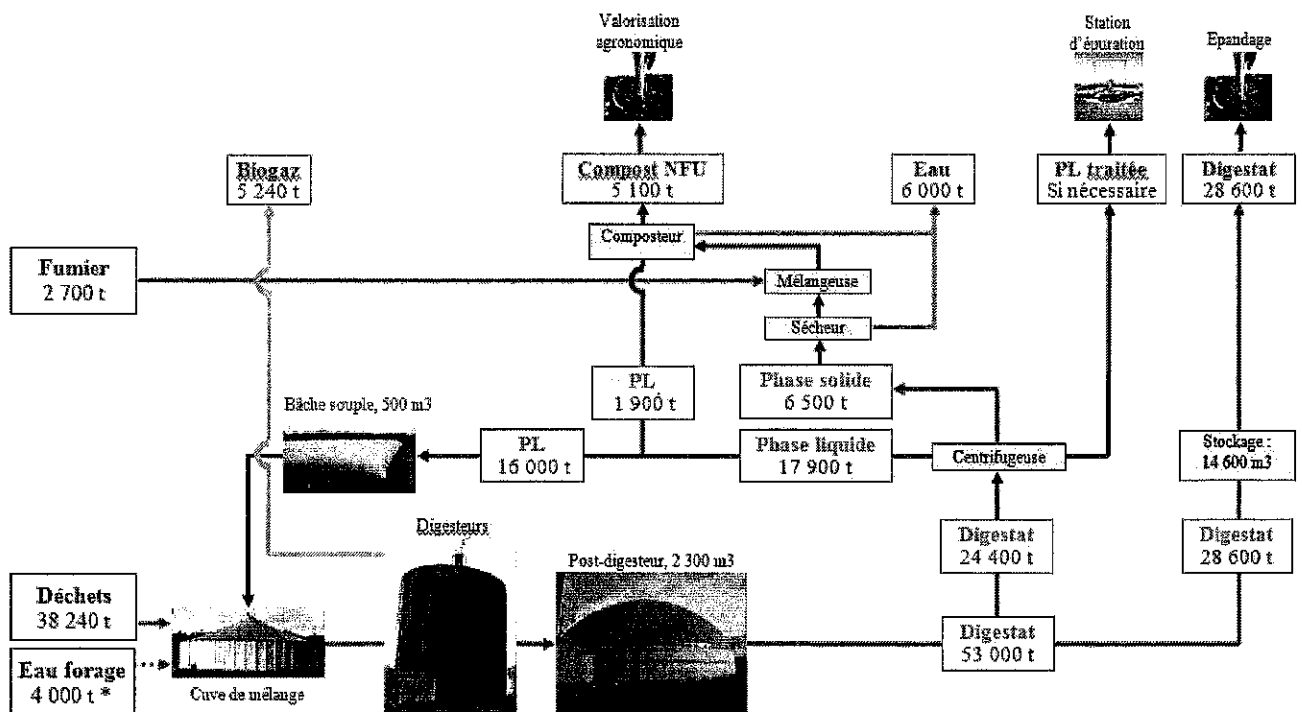 Valorisation
agronomique
Station
d'épuration
Epandage
Biogaz
5 240 t
Compost NFU
5 100 t
Eau
6 000 t
PL traitée
Si nécessaire
Digestat
28 600 t
Composteur
Fumier
2 700 t
Mélangeuse
Sécheur
PL
1 900 t
Phase solide
6 500 t
Bâche souple, 500 m3
PL
16 000 t
Phase liquide
17 900 t
Centrifugeuse
Stockage :
14 600 m3
Digesteurs
Digestat
24 400 t
Digestat
28 600 t
Post-digesteur, 2 300 m3
Déchets
38 240 t
Digestat
53 000 t
Eau forage
4 000 t *
Cuve de mélange